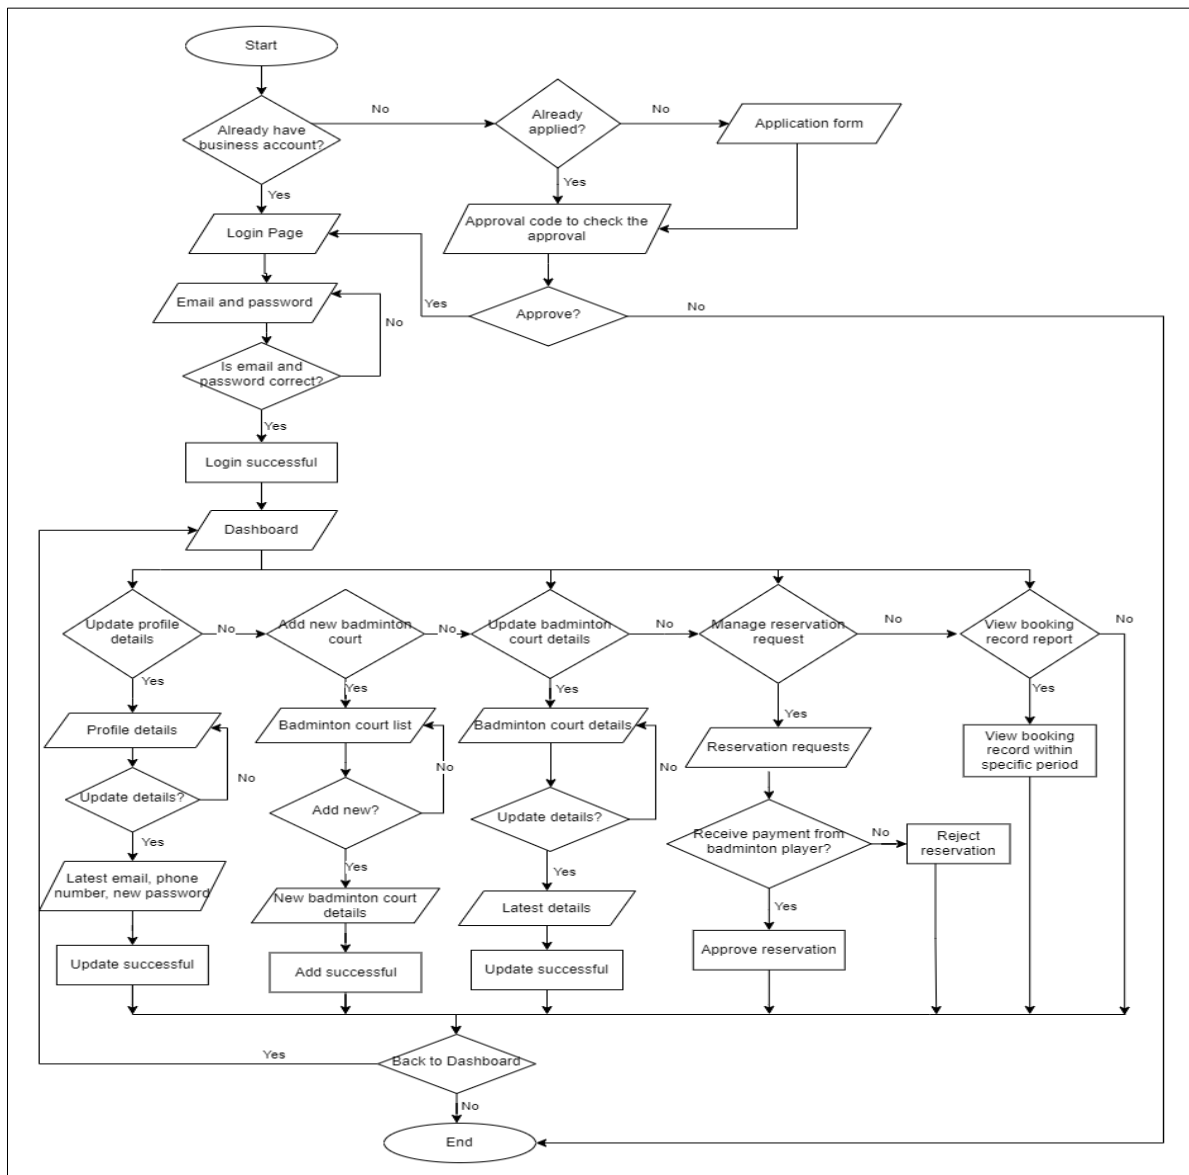 Start
No
Already have
business account?
Already
applied?
No
Application form
Yes
Yes
Login Page
Approval code to check the
approval
Email and password
No
Yes
Approve?
No
Is email and
password correct?
Yes
Login successful
Dashboard
Update profile
details
No
Add new badminton
court
No
Update badminton
court details
No
Manage reservation
request
No
View booking
record report
No
Yes
Yes
Yes
Yes
Yes
Profile details
Badminton court list
Badminton court details
Reservation requests
View booking
record within
specific period
No
No
No
Update details?
Add new?
Update details?
Receive payment from
badminton player?
No
Reject
reservation
Yes
Yes
Yes
Yes
Latest email, phone
number, new password
New badminton court
details
Latest details
Approve reservation
Update successful
Add successful
Update successful
Yes
Back to Dashboard
No
End